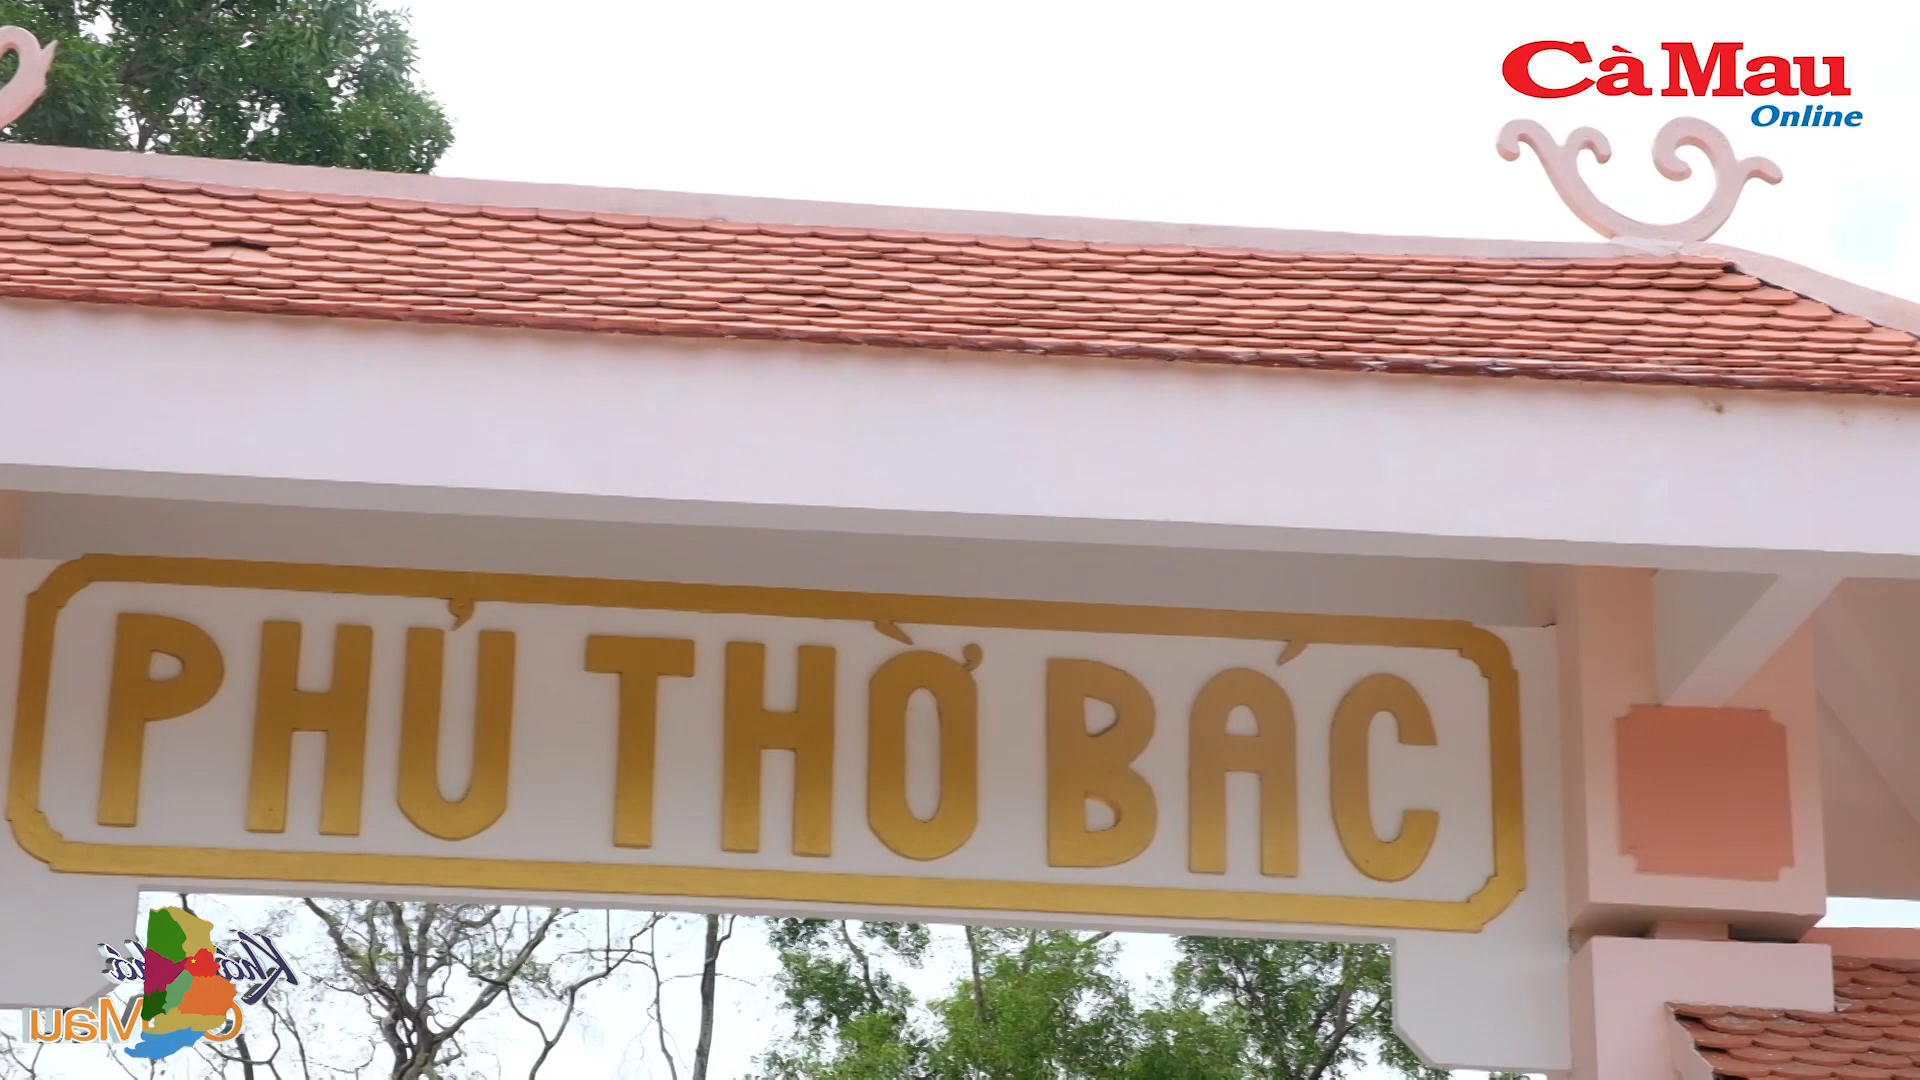 Cà Mau
Online
PHỦ THỜ BÁC